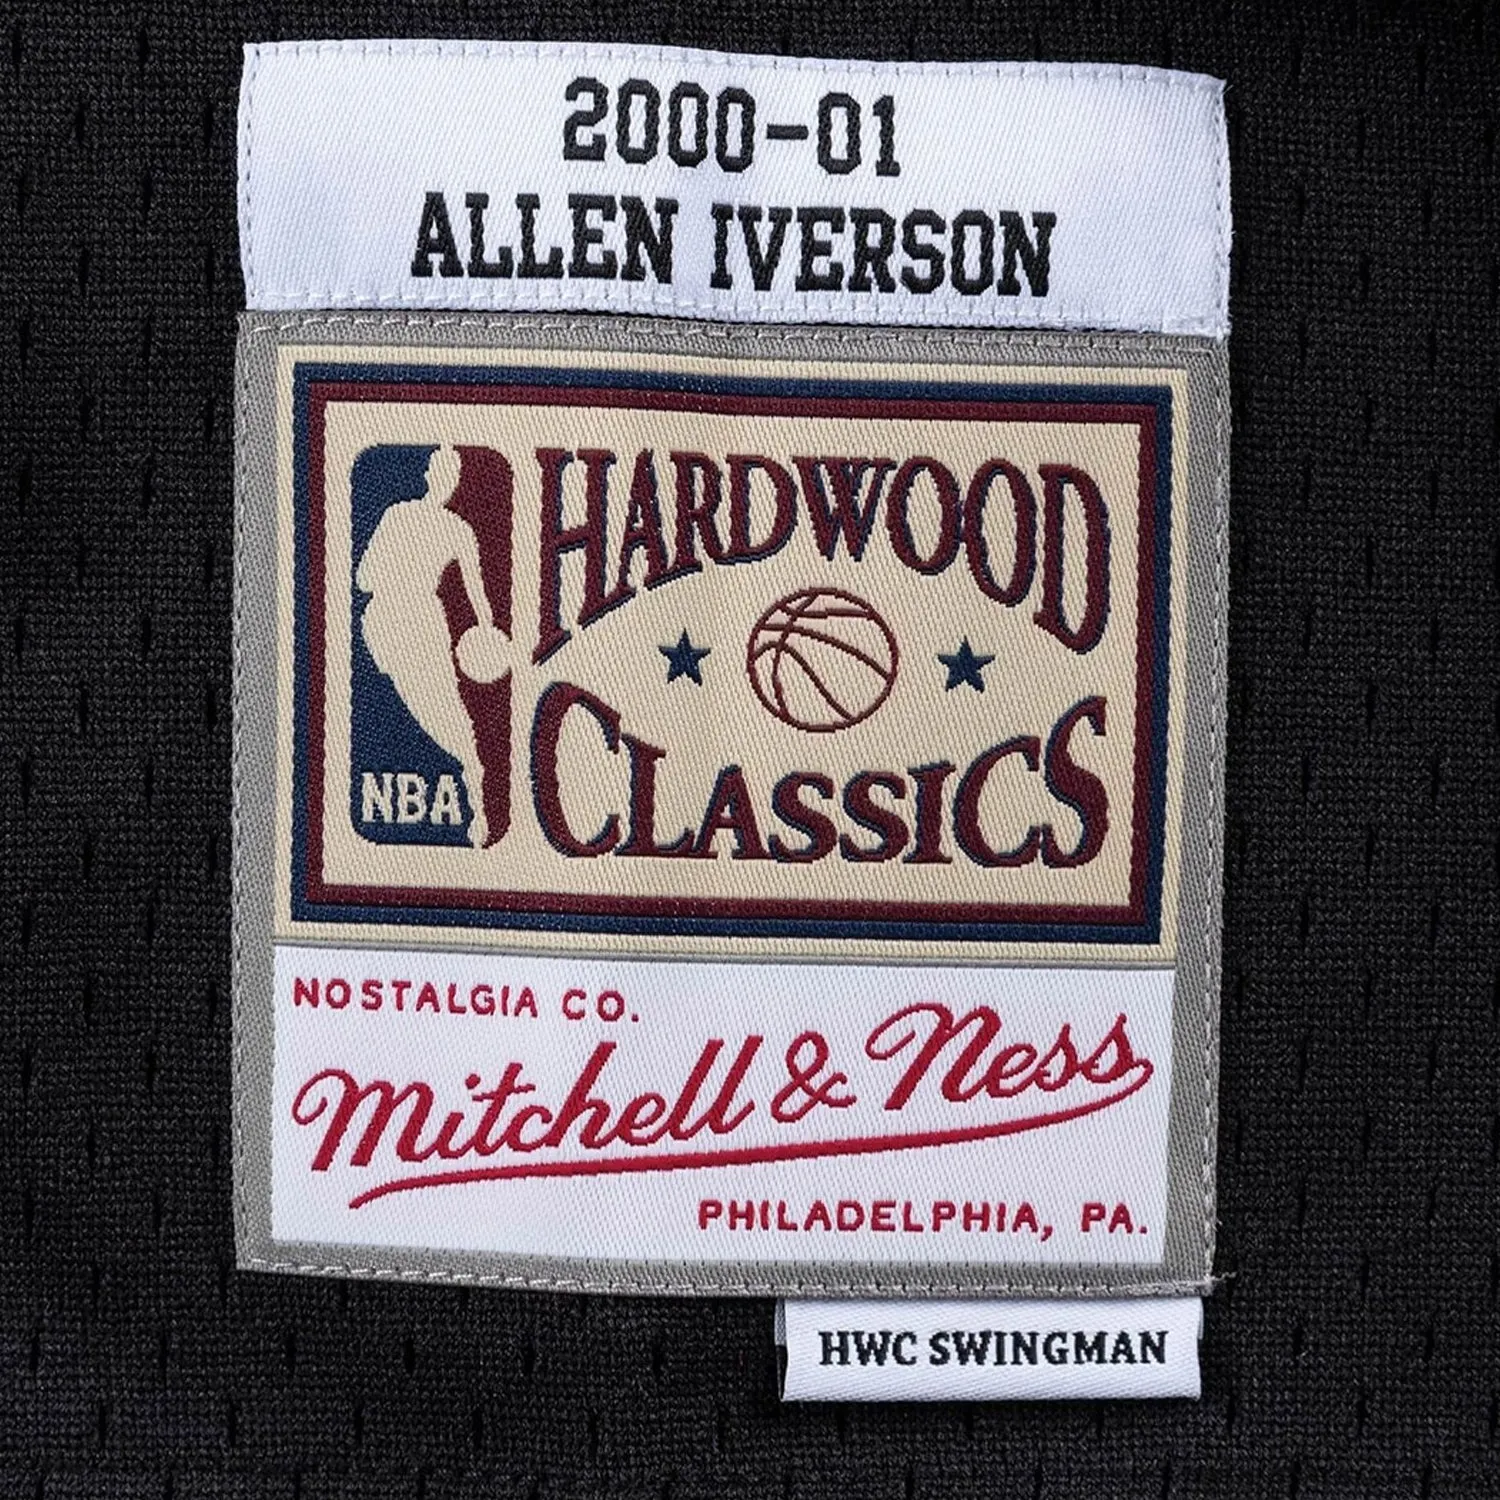 2000-01
ALLEN IVERSON
HARDWOOD
CLASSICS
NBA
NOSTALGIA CO.
Mitchell & Ness
PHILADELPHIA, PA.
HWC SWINGMAN